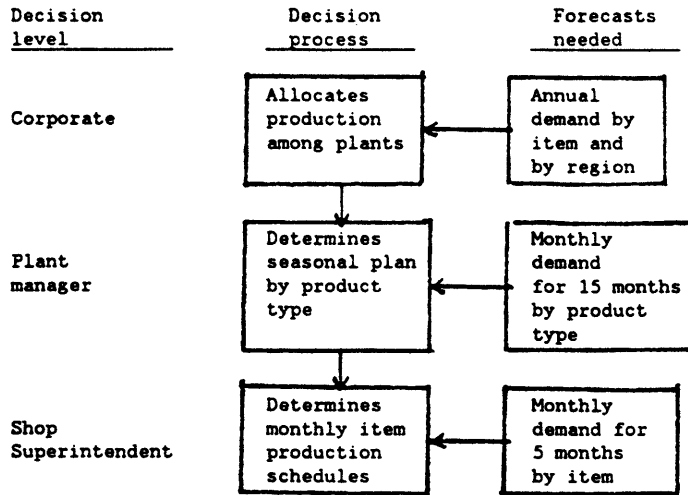 Decision level
Decision process
Forecasts needed
Corporate
Allocates
production
among plants
Annual
demand by
item and
by region
Plant
manager
Determines
seasonal plan
by product
type
Monthly
demand
for 15 months
by product
type
Shop
Superintendent
Determines
monthly item
production
schedules
Monthly
demand for
5 months
by item